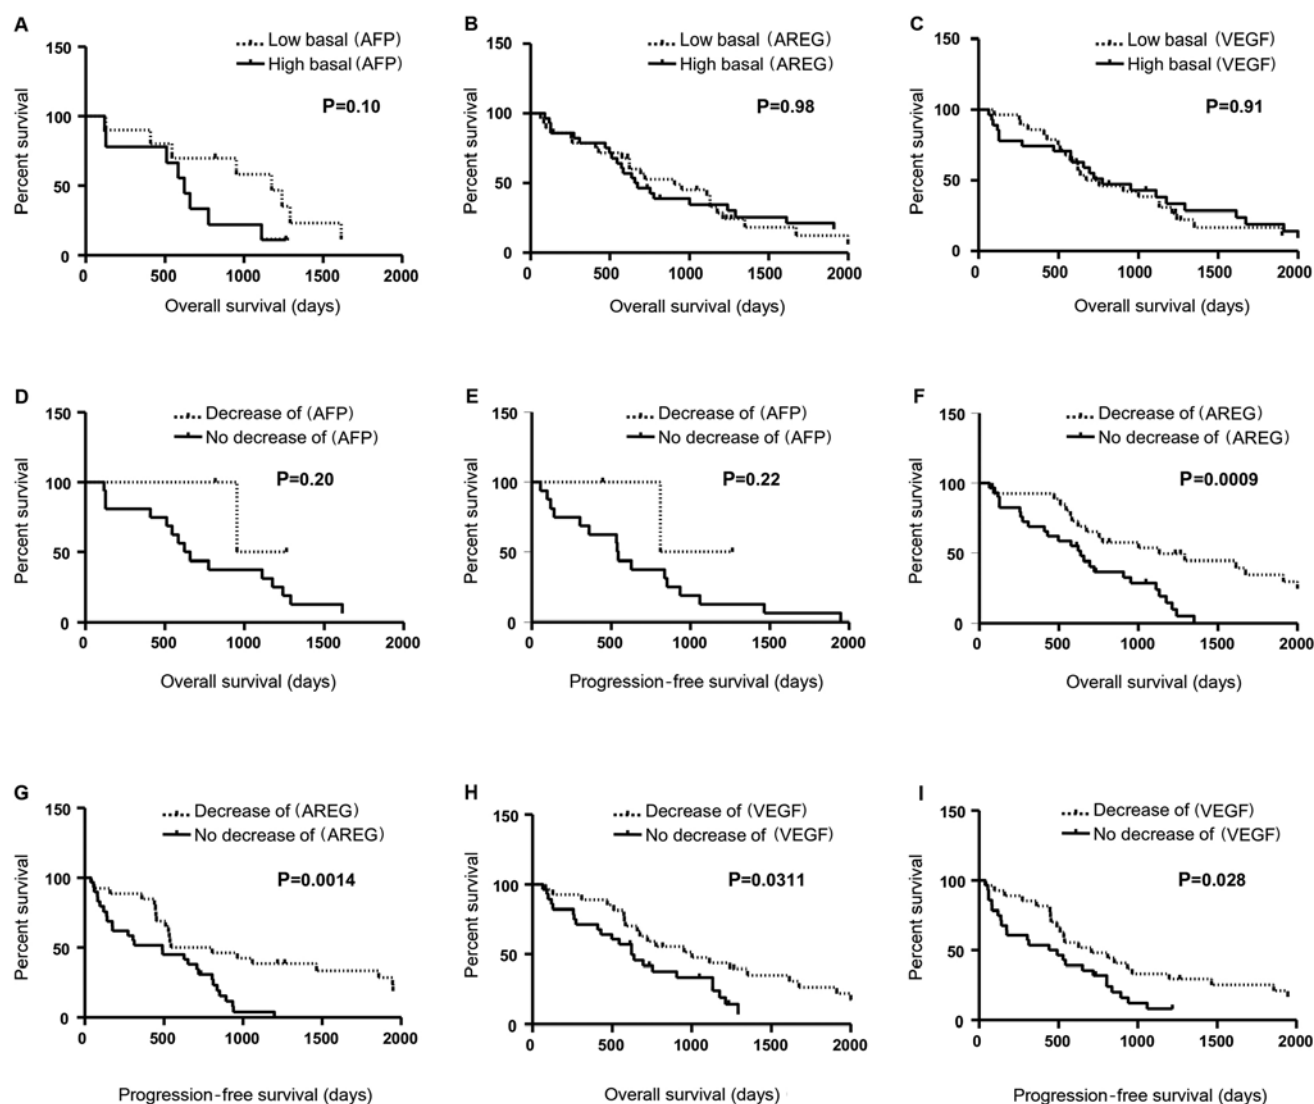 A
Low basal (AFP)
High basal (AFP)
P=0.10
Percent survival
150
100
50
0
0 500 1000 1500 2000
Overall survival (days)
B
Low basal (AREG)
High basal (AREG)
P=0.98
Percent survival
150
100
50
0
0 500 1000 1500 2000
Overall survival (days)
C
Low basal (VEGF)
High basal (VEGF)
P=0.91
Percent survival
150
100
50
0
0 500 1000 1500 2000
Overall survival (days)
D
Decrease of (AFP)
No decrease of (AFP)
P=0.20
Percent survival
150
100
50
0
0 500 1000 1500 2000
Overall survival (days)
E
Decrease of (AFP)
No decrease of (AFP)
P=0.22
Percent survival
150
100
50
0
0 500 1000 1500 2000
Progression-free survival (days)
F
Decrease of (AREG)
No decrease of (AREG)
P=0.0009
Percent survival
150
100
50
0
0 500 1000 1500 2000
Overall survival (days)
G
Decrease of (AREG)
No decrease of (AREG)
P=0.0014
Percent survival
150
100
50
0
0 500 1000 1500 2000
Progression-free survival (days)
H
Decrease of (VEGF)
No decrease of (VEGF)
P=0.0311
Percent survival
150
100
50
0
0 500 1000 1500 2000
Overall survival (days)
I
Decrease of (VEGF)
No decrease of (VEGF)
P=0.028
Percent survival
150
100
50
0
0 500 1000 1500 2000
Progression-free survival (days)